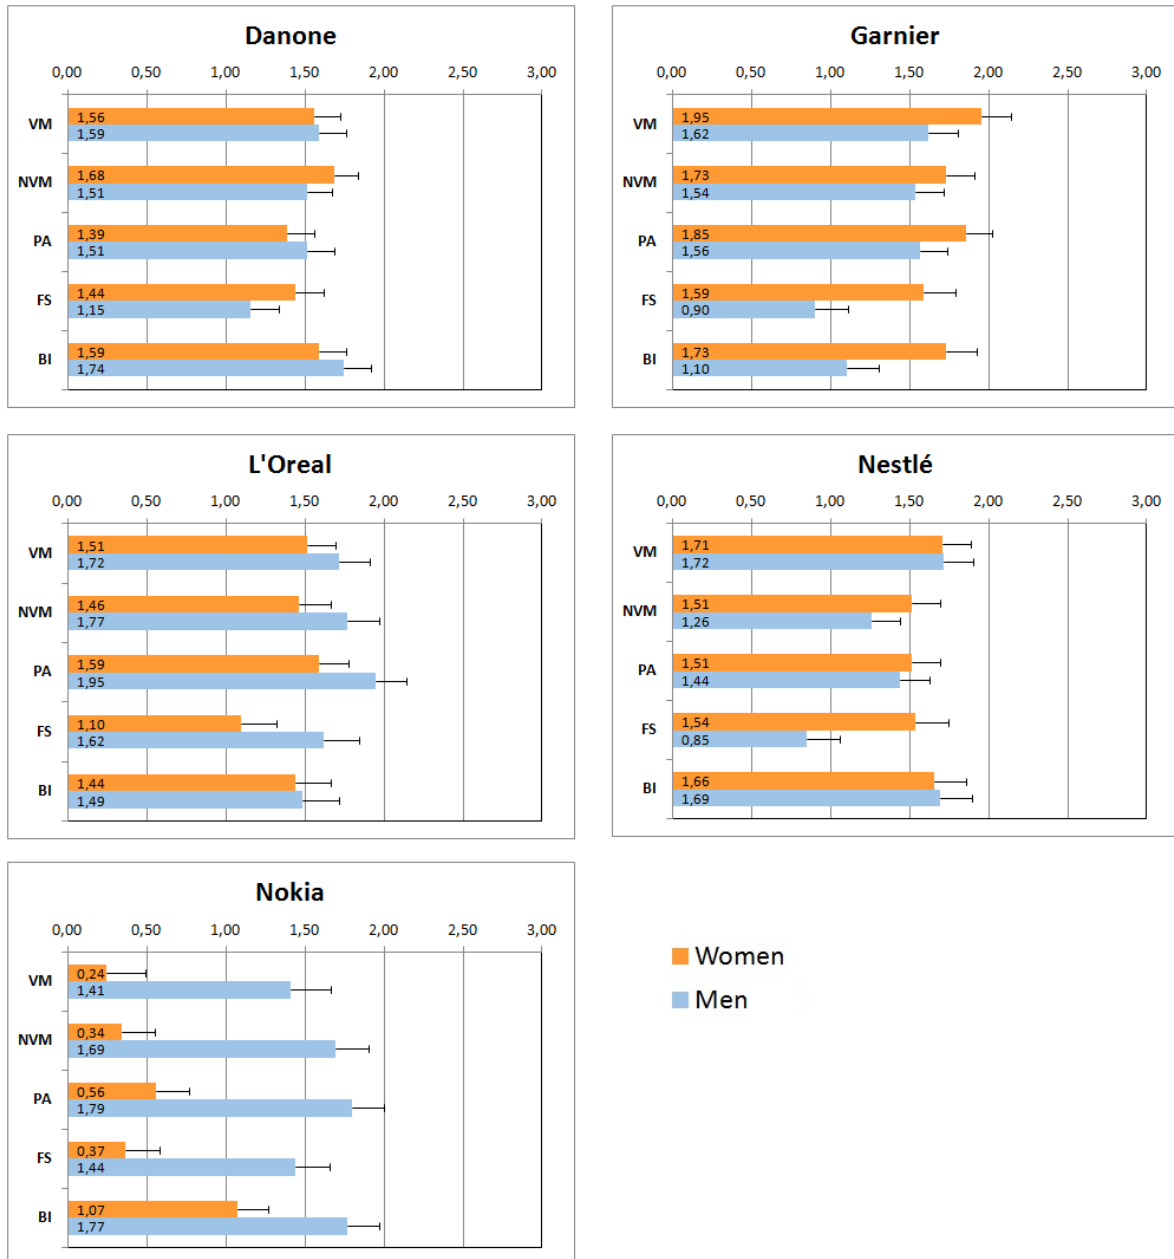 Danone
0,00 0,50 1,00 1,50 2,00 2,50 3,00
VM 1,56
1,59
NVM 1,68
1,51
PA 1,39
1,51
FS 1,44
1,15
BI 1,59
1,74
Garnier
0,00 0,50 1,00 1,50 2,00 2,50 3,00
VM 1,95
1,62
NVM 1,73
1,54
PA 1,85
1,56
FS 1,59
0,90
BI 1,73
1,10
L'Oreal
0,00 0,50 1,00 1,50 2,00 2,50 3,00
VM 1,51
1,72
NVM 1,46
1,77
PA 1,59
1,95
FS 1,10
1,62
BI 1,44
1,49
Nestlé
0,00 0,50 1,00 1,50 2,00 2,50 3,00
VM 1,71
1,72
NVM 1,51
1,26
PA 1,51
1,44
FS 1,54
0,85
BI 1,66
1,69
Nokia
0,00 0,50 1,00 1,50 2,00 2,50 3,00
VM 0,24
1,41
NVM 0,34
1,69
PA 0,56
1,79
FS 0,37
1,44
BI 1,07
1,77
Women
Men